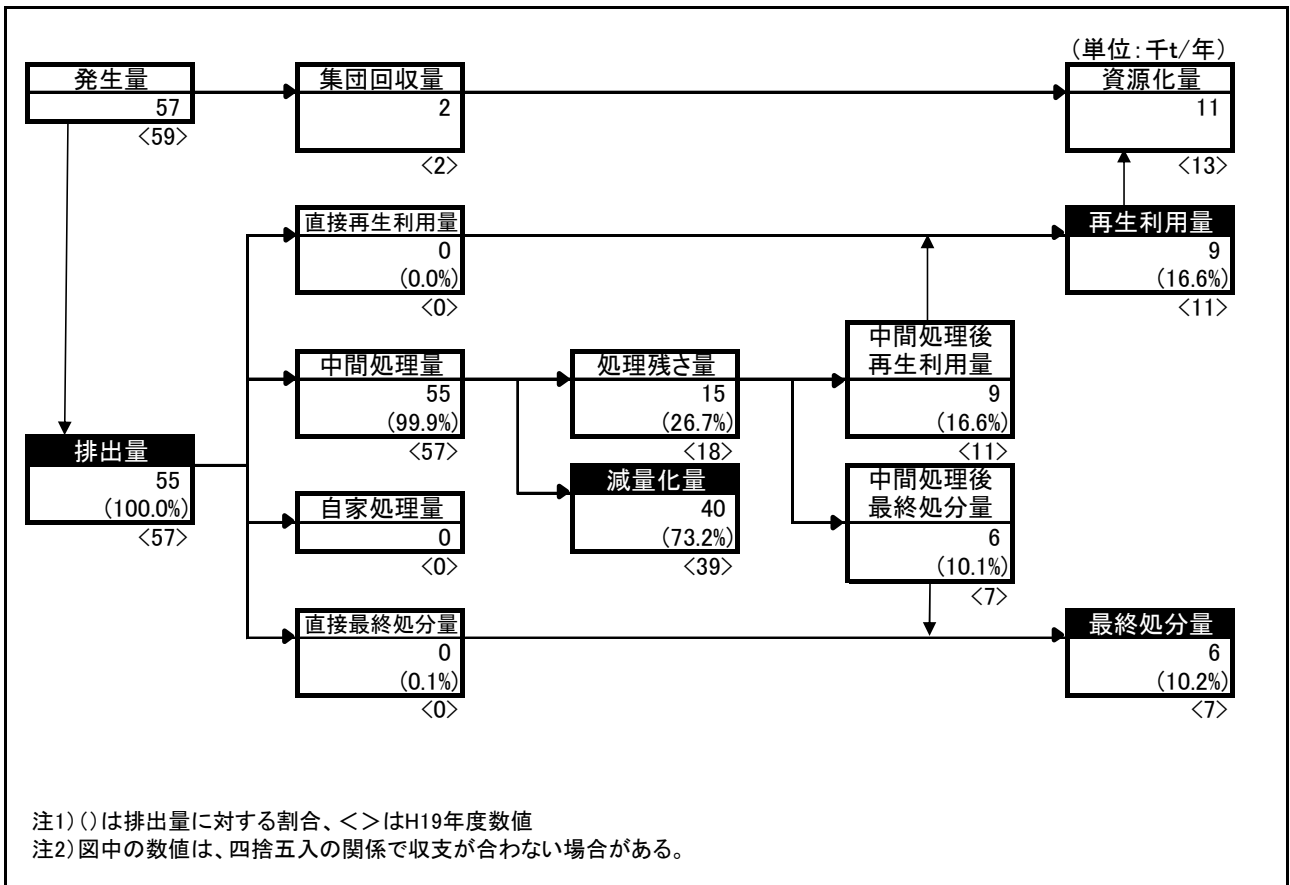 (単位:千t/年)
発生量
57
<59>
集団回収量
2
<2>
資源化量
11
<13>
直接再生利用量
0
(0.0%)
<0>
再生利用量
9
(16.6%)
<11>
中間処理量
55
(99.9%)
<57>
処理残さ量
15
(26.7%)
<18>
中間処理後
再生利用量
9
(16.6%)
<11>
排出量
55
(100.0%)
<57>
減量化量
40
(73.2%)
<39>
中間処理後
最終処分量
6
(10.1%)
<7>
自家処理量
0
<0>
直接最終処分量
0
(0.1%)
<0>
最終処分量
6
(10.2%)
<7>
注1)()は排出量に対する割合、<>はH19年度数値
注2)図中の数値は、四捨五入の関係で収支が合わない場合がある。